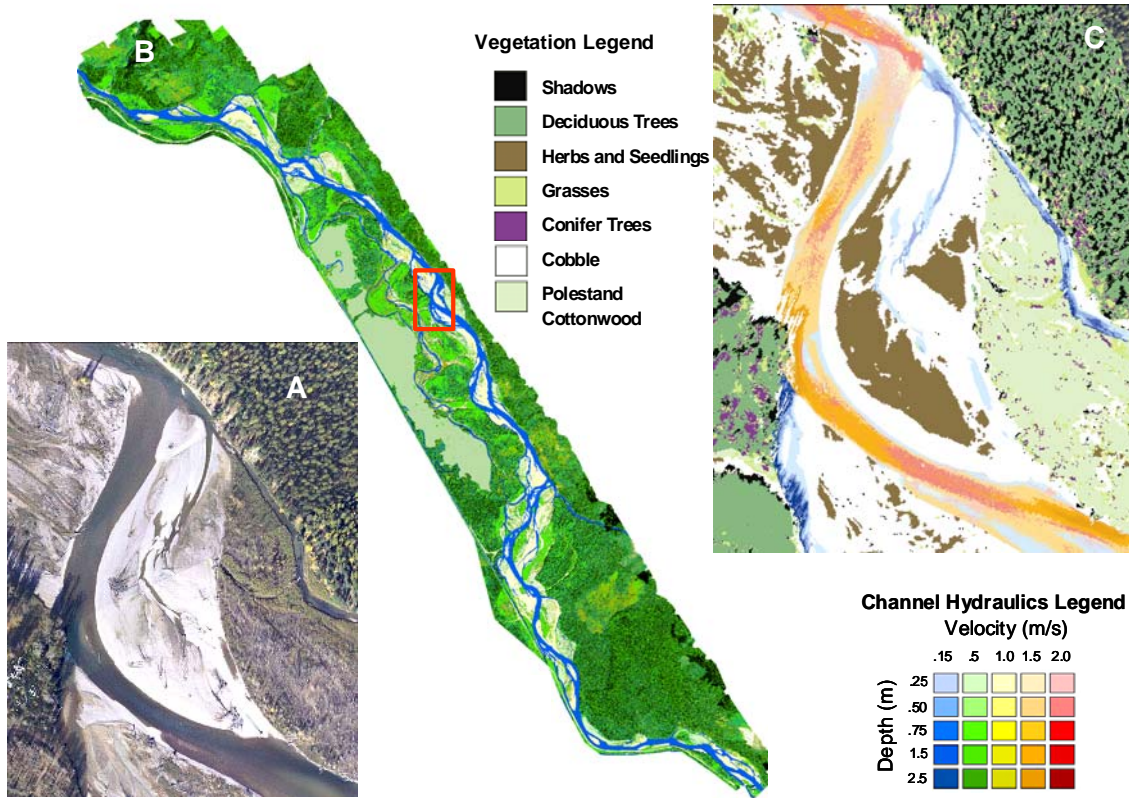 B
Vegetation Legend
Shadows
Deciduous Trees
Herbs and Seedlings
Grasses
Conifer Trees
Cobble
Polestand
Cottonwood
C
A
Channel Hydraulics Legend
Velocity (m/s)
.15 .5 1.0 1.5 2.0
Depth (m)
.25
.50
.75
1.5
2.5